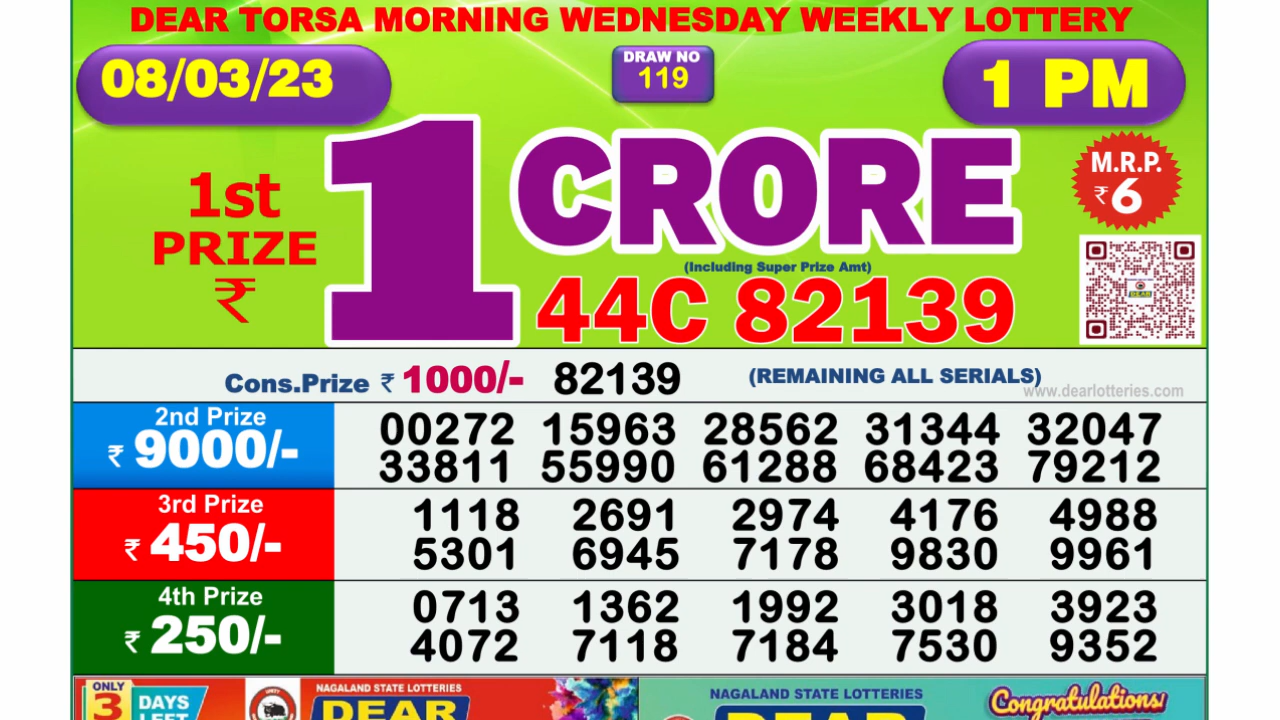 DEAR TORSA MORNING WEDNESDAY WEEKLY LOTTERY
08/03/23
DRAW NO
119
1 PM
1st
PRIZE
₹
1 CRORE
M.R.P.
₹6
(Including Super Prize Amt)
44C 82139
Cons.Prize ₹ 1000/- 82139 (REMAINING ALL SERIALS)
www.dearlotteries.com
2nd Prize
₹ 9000/-
00272 15963 28562 31344 32047
33811 55990 61288 68423 79212
3rd Prize
₹ 450/-
1118 2691 2974 4176 4988
5301 6945 7178 9830 9961
4th Prize
₹ 250/-
0713 1362 1992 3018 3923
4072 7118 7184 7530 9352
ONLY
3 DAYS
LEFT
NAGALAND STATE LOTTERIES
DEAR
NAGALAND STATE LOTTERIES
DEAR
Congratulations!